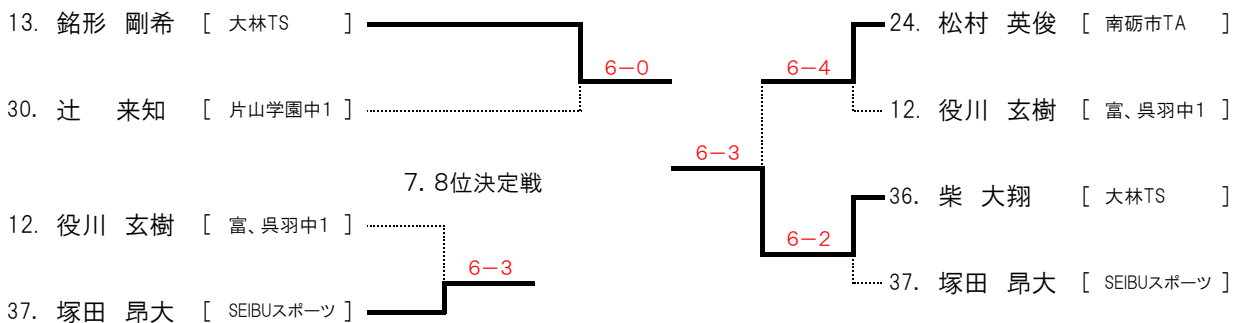 13. 銘形 剛希 [ 大林TS ]
6-0
30. 辻 来知 [ 片山学園中1 ]
7. 8位決定戦
12. 役川 玄樹 [ 富、呉羽中1 ]
6-3
37. 塚田 昂大 [ SEIBUスポーツ ]
24. 松村 英俊 [ 南砺市TA ]
6-4
12. 役川 玄樹 [ 富、呉羽中1 ]
6-3
36. 柴 大翔 [ 大林TS ]
6-2
37. 塚田 昂大 [ SEIBUスポーツ ]